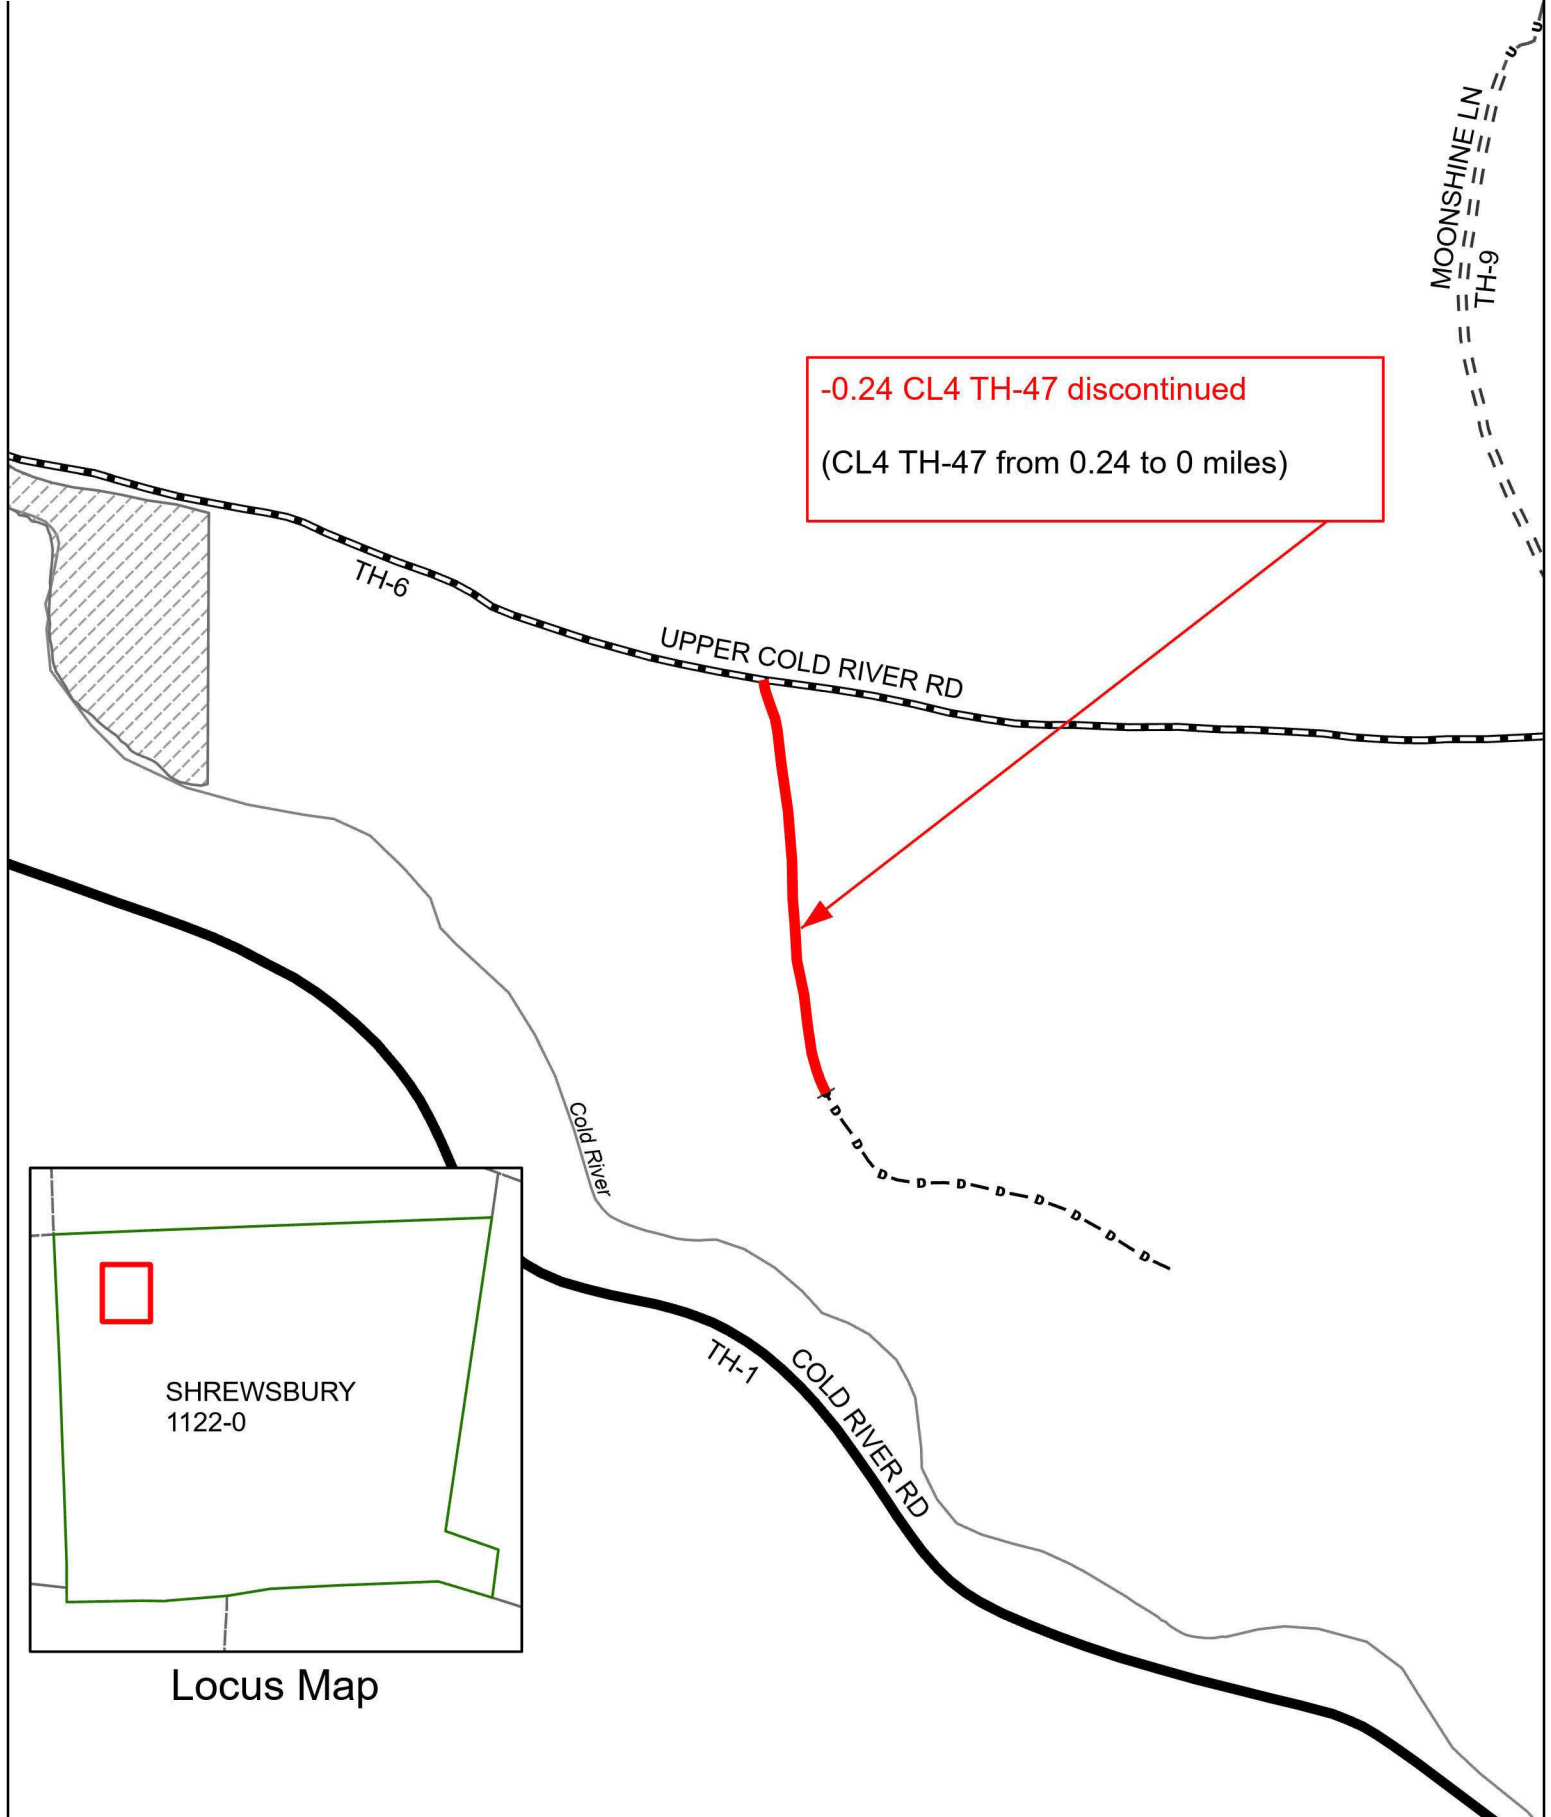 U
U
MOONSHINE LN
TH-9
-0.24 CL4 TH-47 discontinued
(CL4 TH-47 from 0.24 to 0 miles)
TH-6
UPPER COLD RIVER RD
Cold River
D
D
D
D
D
D
D
D
D
D
TH-1
COLD RIVER RD
SHREWSBURY
1122-0
Locus Map